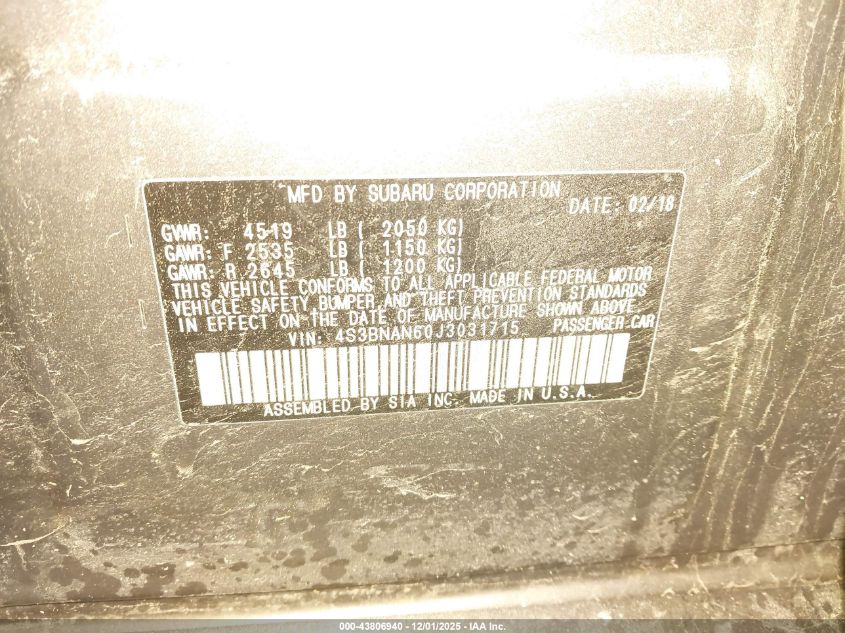 MFD BY SUBARU CORPORATION
DATE: 02/18
GVWR: 4519 LB ( 2050 KG)
GAWR: F 2535 LB ( 1150 KG)
GAWR: R 2645 LB ( 1200 KG)
THIS VEHICLE CONFORMS TO ALL APPLICABLE FEDERAL MOTOR
VEHICLE SAFETY BUMPER AND THEFT PREVENTION STANDARDS
IN EFFECT ON THE DATE OF MANUFACTURE SHOWN ABOVE
VIN: 4S3BNAN60J3031715 PASSENGER CAR
ASSEMBLED BY SIA INC. MADE IN U.S.A.
000-43806940 - 12/01/2025 - IAA Inc.